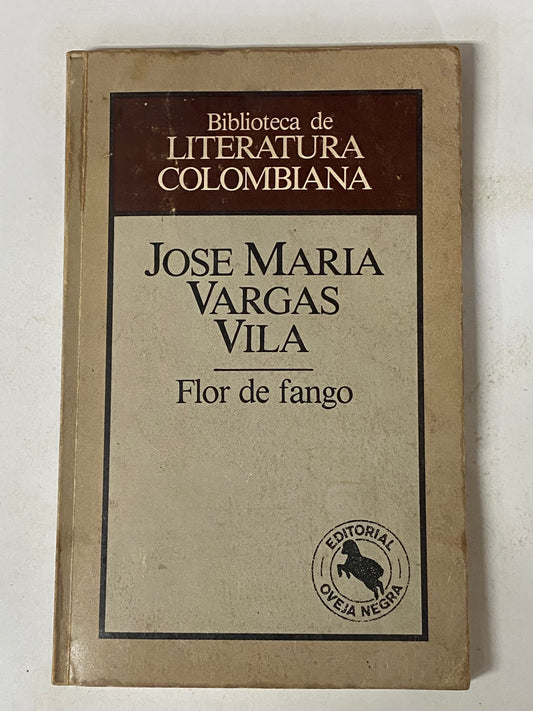 Biblioteca de
LITERATURA
COLOMBIANA
JOSE MARIA
VARGAS
VILA
Flor de fango
EDITORIAL
OVEJA NEGRA